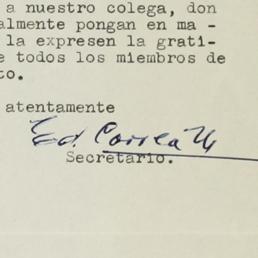 a nuestro colega, don
almente pongan en ma -
la expresen la grati-
e todos los miembros de
to.
atentamente
Ed. Correa U
Secretario.